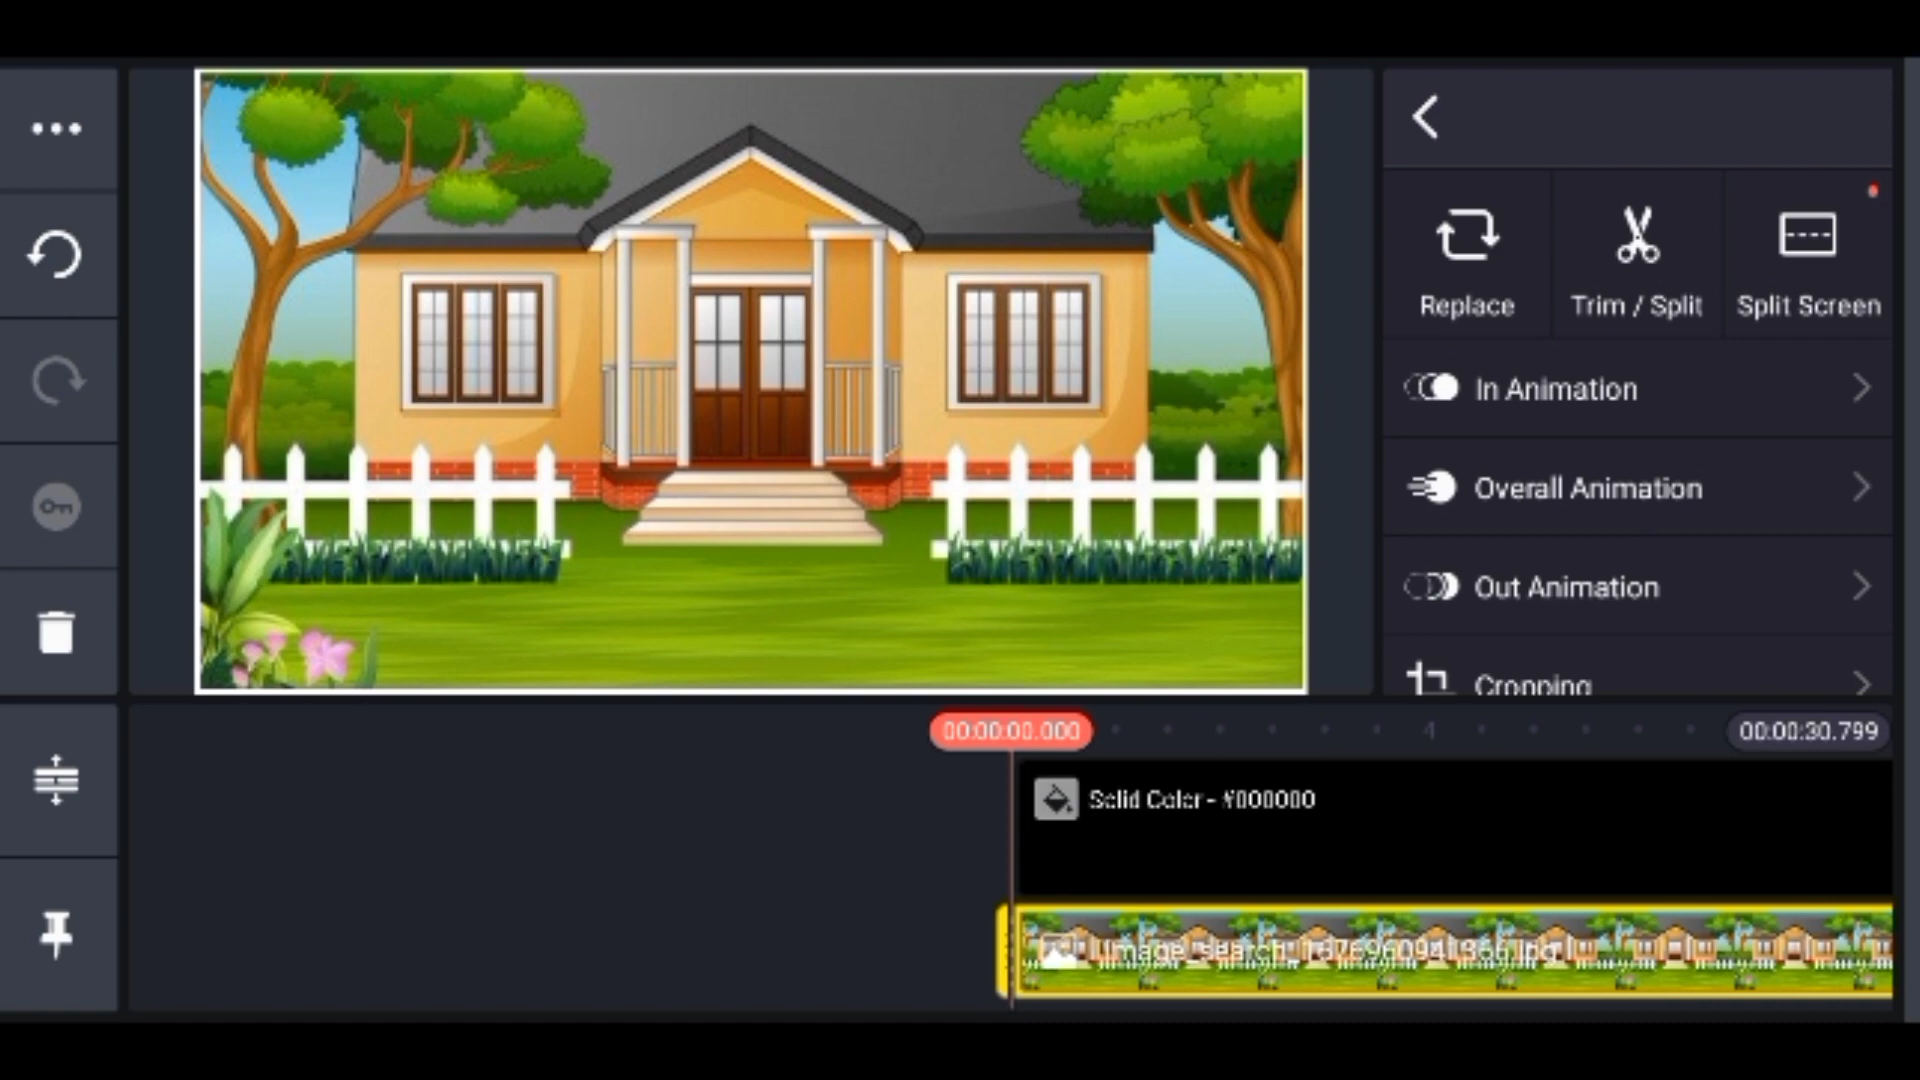 Replace
Trim / Split
Split Screen
In Animation
Overall Animation
Out Animation
Cropping
00:00:00.000
4
00:00:30.799
Solid Color - #000000